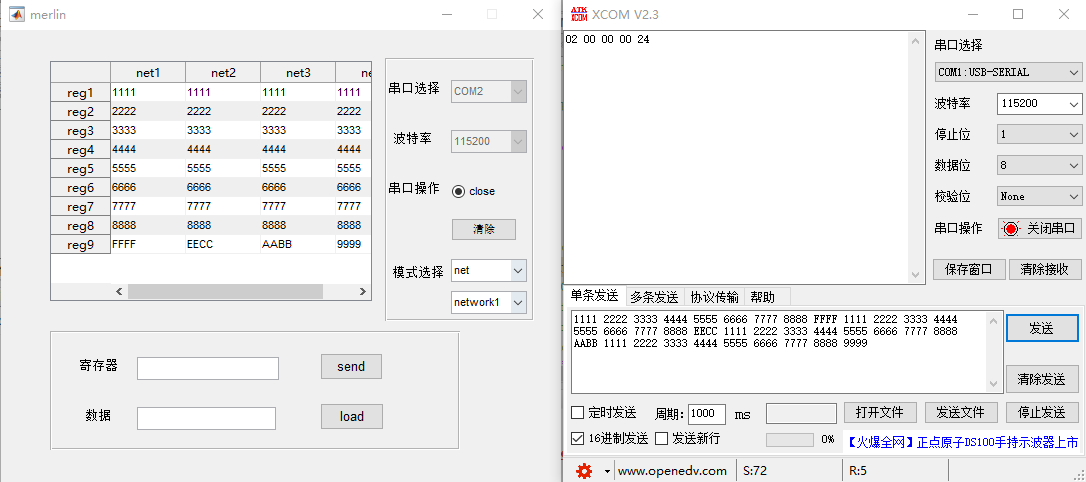 merlin
net1 net2 net3 ne
reg1 1111 1111 1111 1111
reg2 2222 2222 2222 2222
reg3 3333 3333 3333 3333
reg4 4444 4444 4444 4444
reg5 5555 5555 5555 5555
reg6 6666 6666 6666 6666
reg7 7777 7777 7777 7777
reg8 8888 8888 8888 8888
reg9 FFFF EECC AABB 9999
串口选择 COM2
波特率 115200
串口操作 close
清除
模式选择 net
network1
寄存器 send
数据 load
ATK XCOM XCOM V2.3
02 00 00 00 24
串口选择
COM1:USB-SERIAL
波特率 115200
停止位 1
数据位 8
校验位 None
串口操作 关闭串口
保存窗口 清除接收
单条发送 多条发送 协议传输 帮助
1111 2222 3333 4444 5555 6666 7777 8888 FFFF 1111 2222 3333 4444
5555 6666 7777 8888 EECC 1111 2222 3333 4444 5555 6666 7777 8888
AABB 1111 2222 3333 4444 5555 6666 7777 8888 9999
发送
清除发送
定时发送 周期: 1000 ms 打开文件 发送文件 停止发送
16进制发送 发送新行 0% 【火爆全网】正点原子DS100手持示波器上市
www.openedv.com S:72 R:5